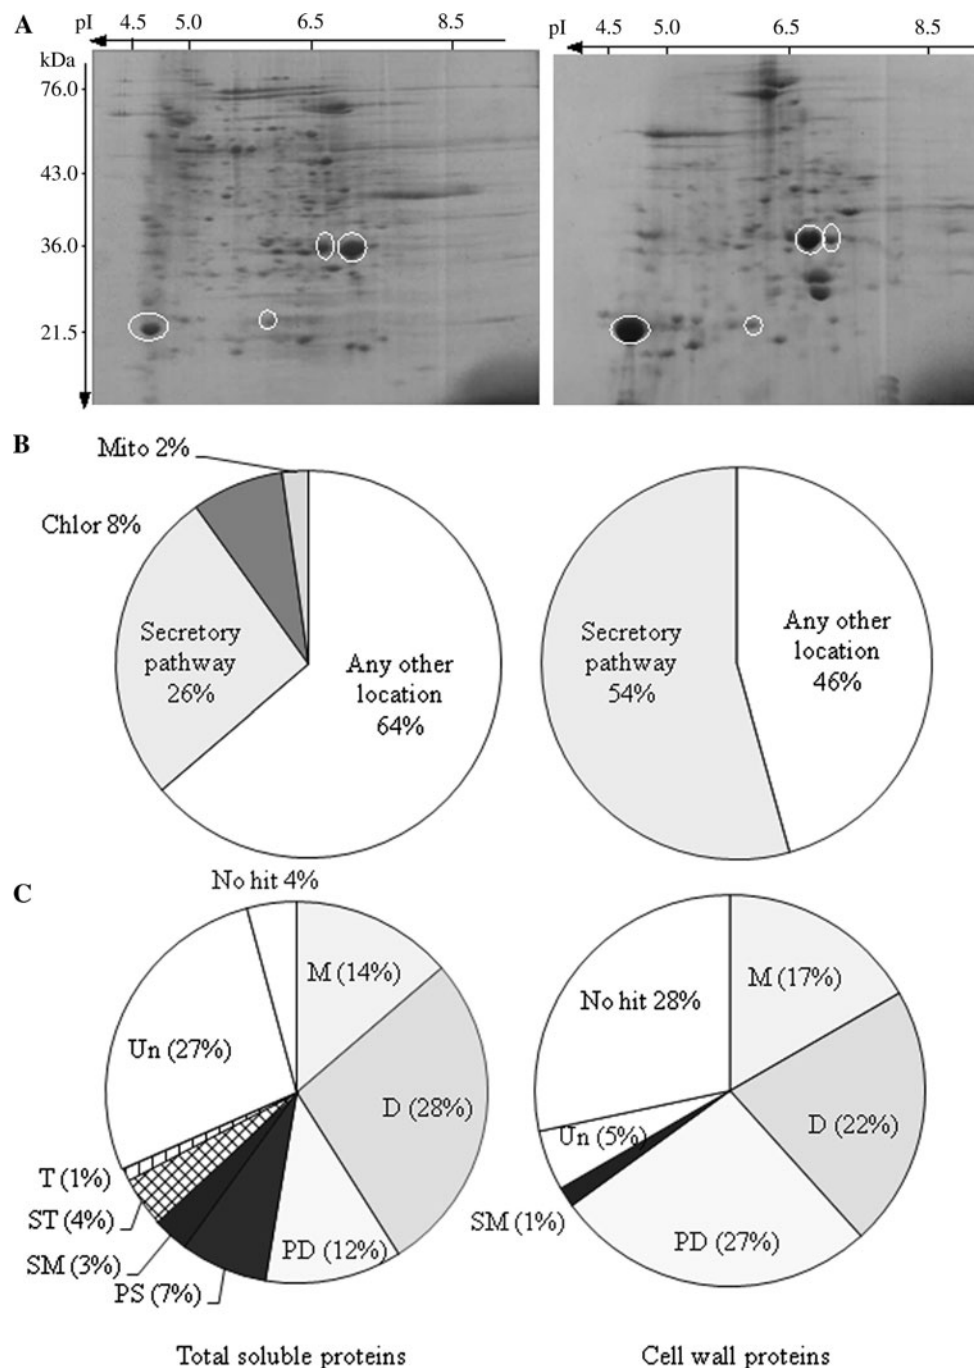 A
pI 4.5 5.0 6.5 8.5
pI 4.5 5.0 6.5 8.5
kDa
76.0
43.0
36.0
21.5
B
Mito 2%
Chlor 8%
Secretory
pathway
26%
Any other
location
64%
Secretory
pathway
54%
Any other
location
46%
C
No hit 4%
M (14%)
Un (27%)
D (28%)
T (1%)
ST (4%)
SM (3%)
PS (7%)
PD (12%)
No hit 28%
M (17%)
Un (5%)
D (22%)
SM (1%)
PD (27%)
Total soluble proteins
Cell wall proteins